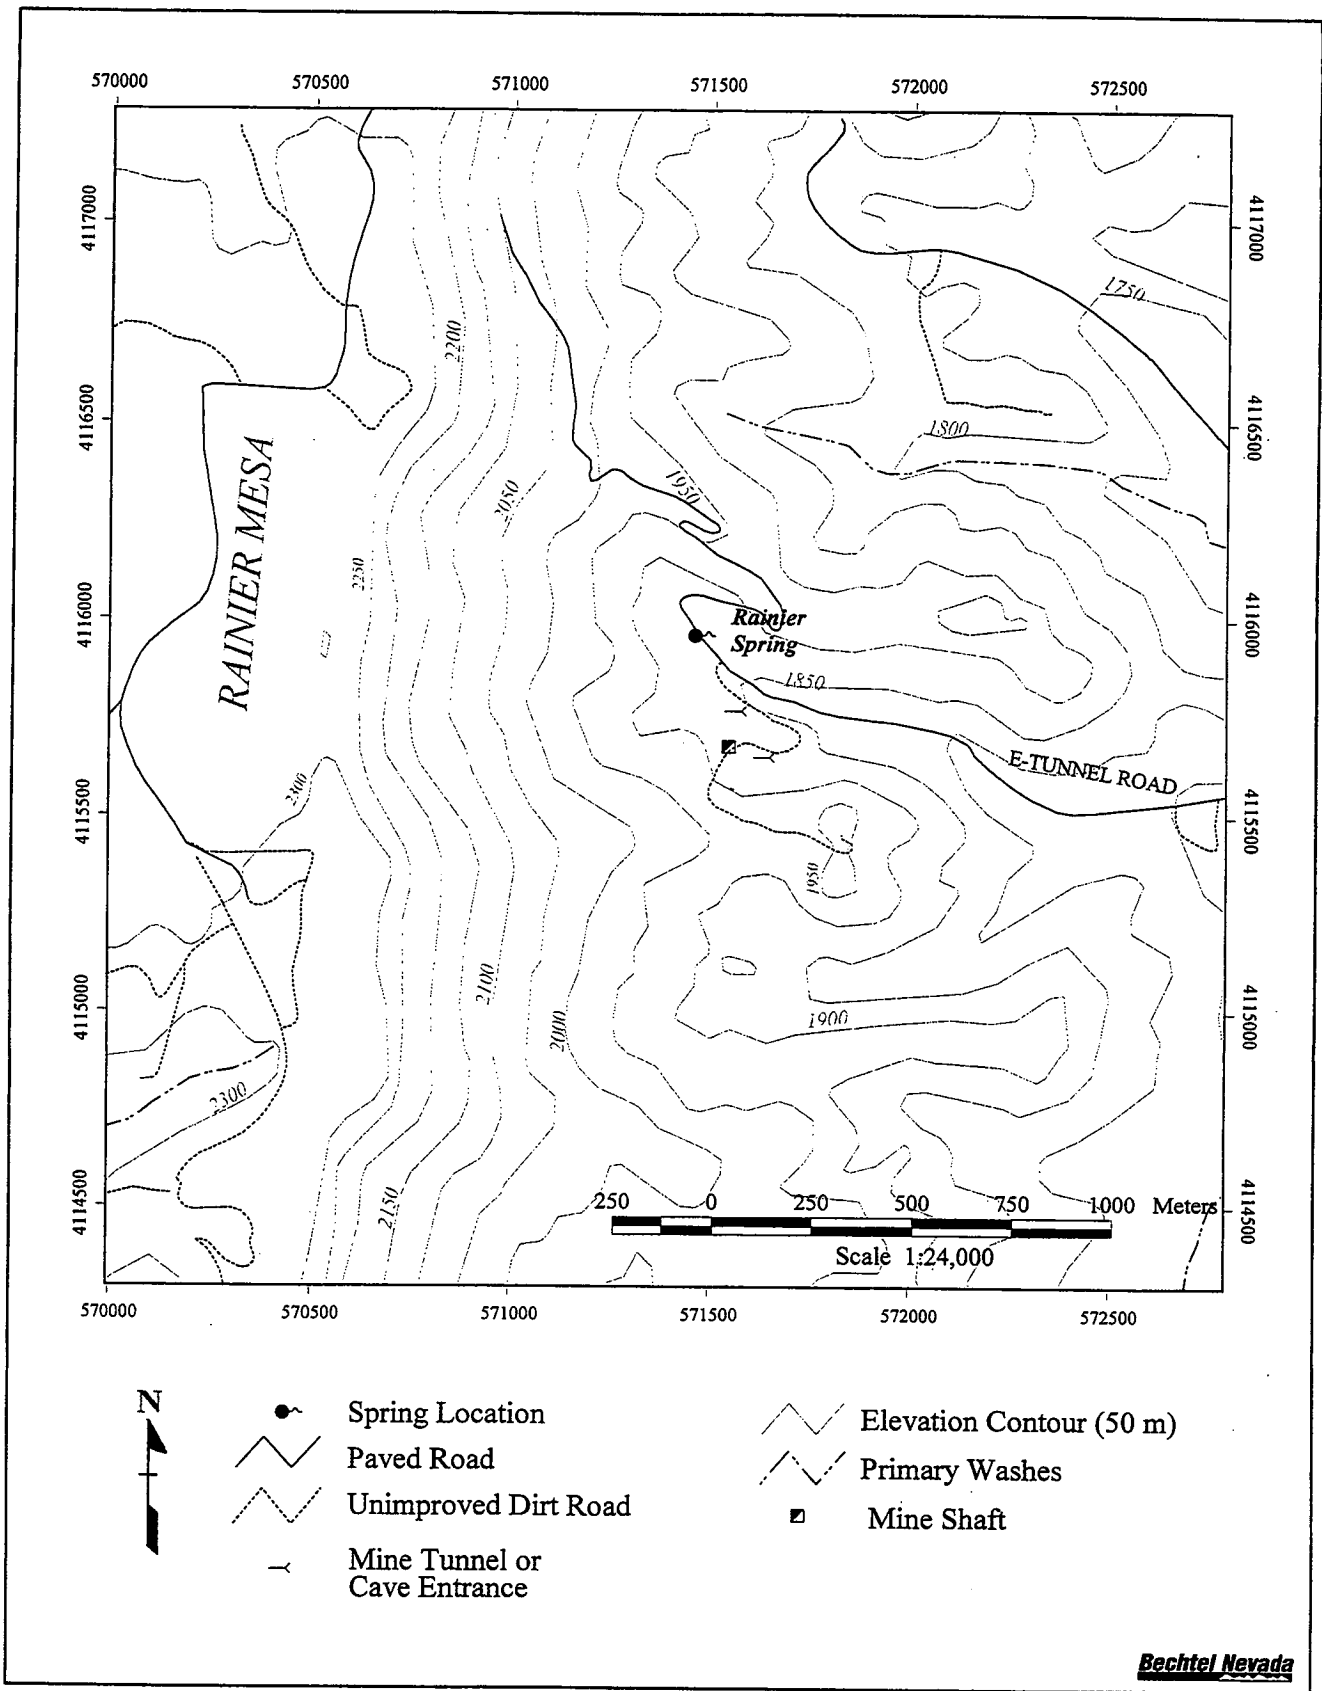 570000 570500 571000 571500 572000 572500
4117000
4116500
4116000
4115500
4115000
4114500
4117000
4116500
4116000
4115500
4115000
4114500
1750
2200
1800
RAINIER MESA
1950
2050
2250
Rainier
Spring
1850
E-TUNNEL ROAD
2300
1950
2100
2000
1900
2300
2150
250 0 250 500 750 1000 Meters
Scale 1:24,000
570000 570500 571000 571500 572000 572500
N
Spring Location
Paved Road
Unimproved Dirt Road
Mine Tunnel or
Cave Entrance
Elevation Contour (50 m)
Primary Washes
Mine Shaft
Bechtel Nevada